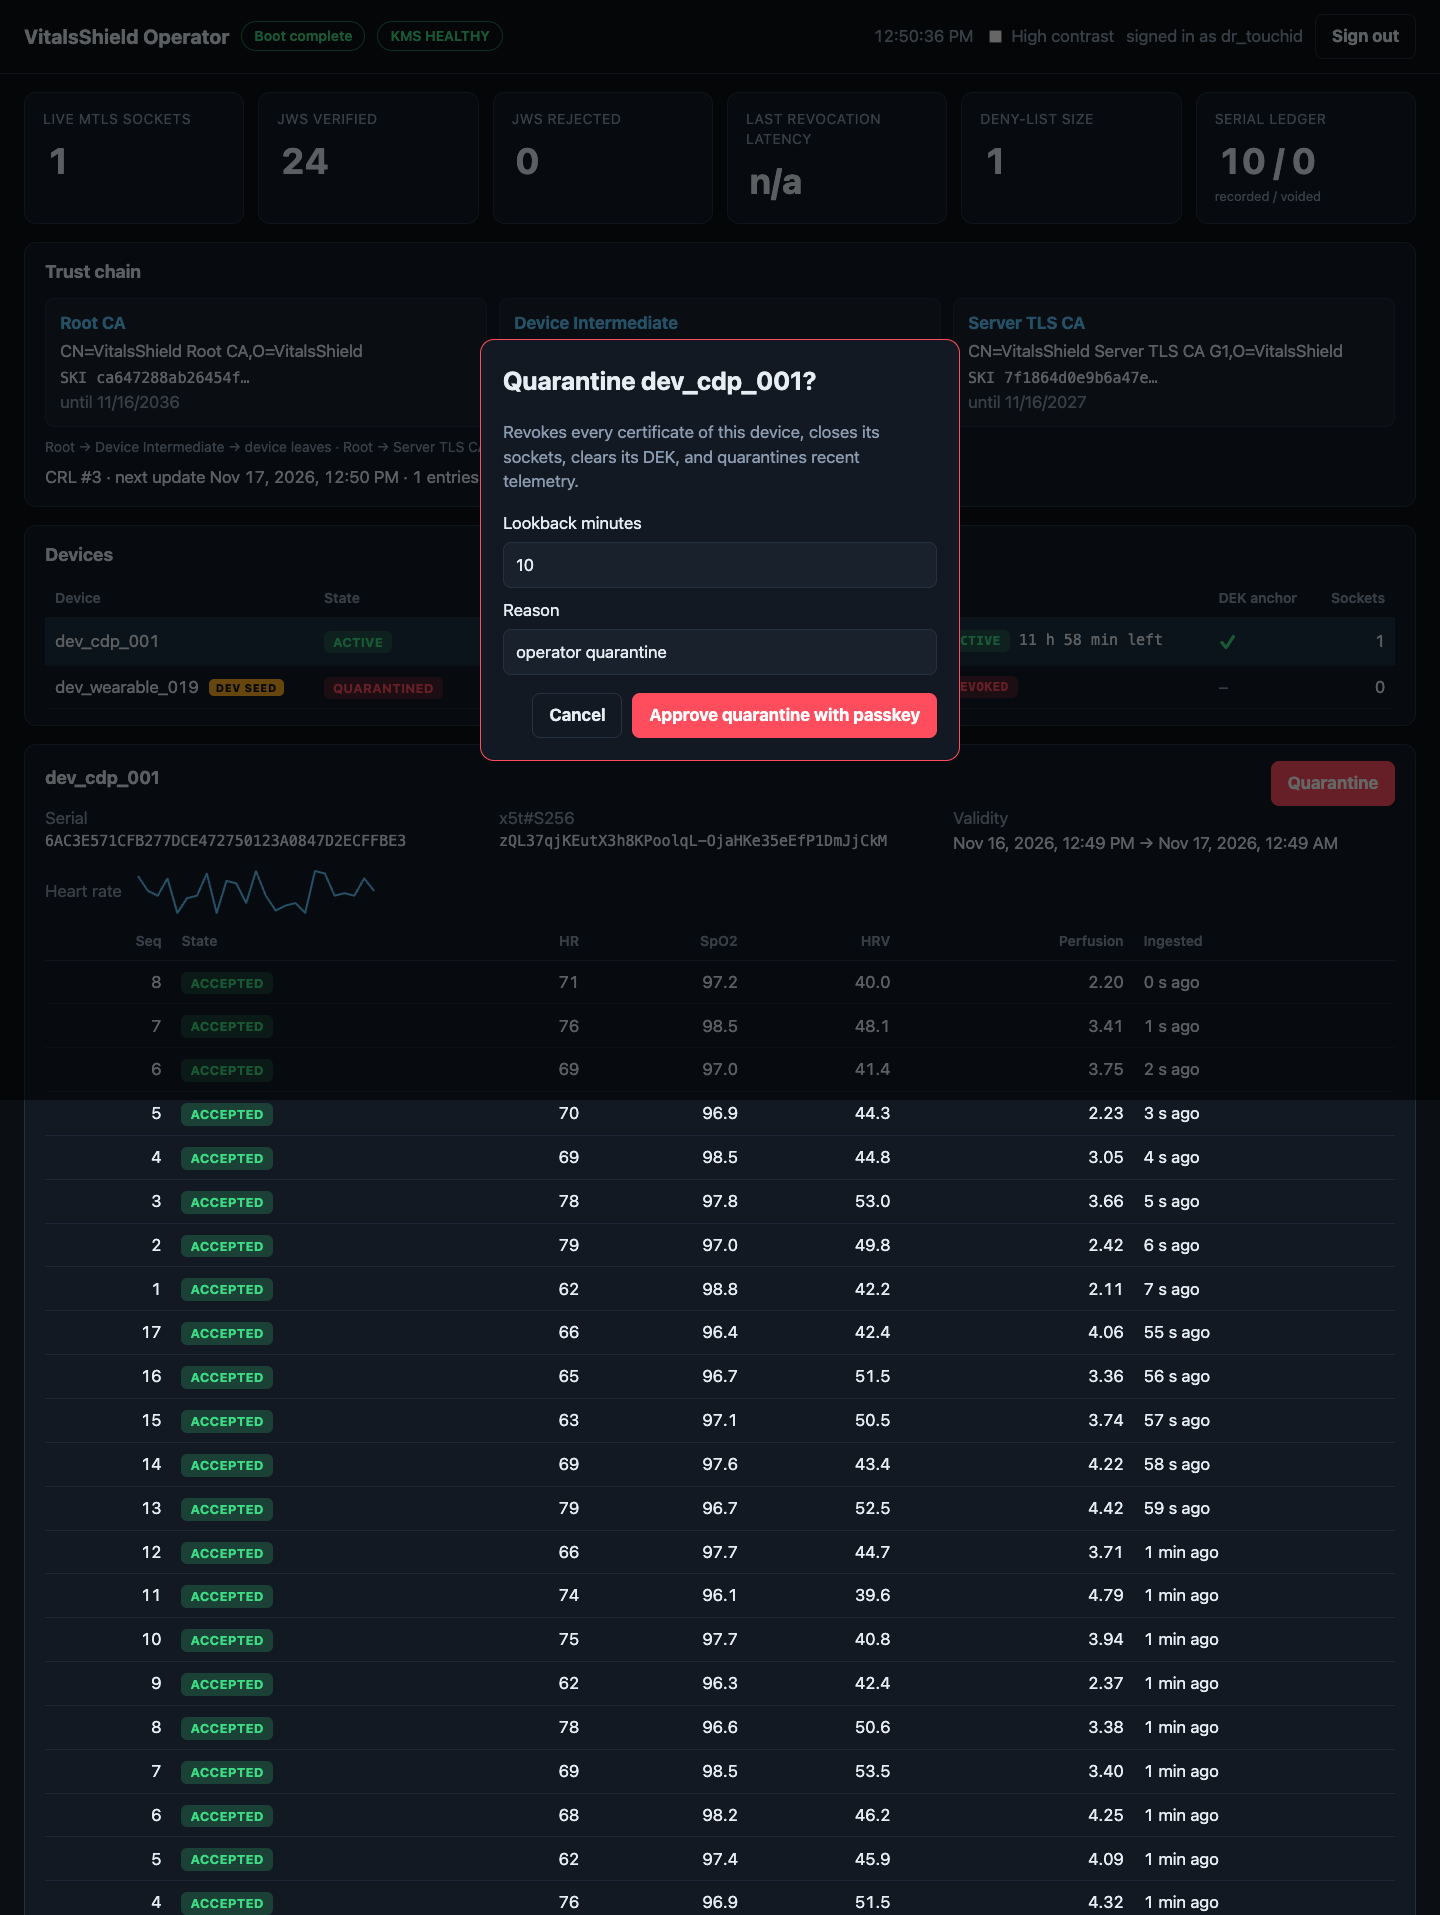 VitalsShield Operator Boot complete KMS HEALTHY 12:50:36 PM High contrast signed in as dr_touchid Sign out
LIVE MTLS SOCKETS
1
JWS VERIFIED
24
JWS REJECTED
0
LAST REVOCATION
LATENCY
n/a
DENY-LIST SIZE
1
SERIAL LEDGER
10 / 0
recorded / voided
Trust chain
Root CA
CN=VitalsShield Root CA,O=VitalsShield
SKI ca647288ab26454f…
until 11/16/2036
Device Intermediate
Server TLS CA
CN=VitalsShield Server TLS CA G1,O=VitalsShield
SKI 7f1864d0e9b6a47e…
until 11/16/2027
Root → Device Intermediate → device leaves · Root → Server TLS
CRL #3 · next update Nov 17, 2026, 12:50 PM · 1 entries
Quarantine dev_cdp_001?
Revokes every certificate of this device, closes its
sockets, clears its DEK, and quarantines recent
telemetry.
Lookback minutes
10
Reason
operator quarantine
Cancel Approve quarantine with passkey
Devices
Device State DEK anchor Sockets
dev_cdp_001 ACTIVE CTIVE 11 h 58 min left ✓ 1
dev_wearable_019 DEV SEED QUARANTINED EVOKED – 0
dev_cdp_001 Quarantine
Serial
6AC3E571CFB277DCE472750123A0847D2ECFFBE3
x5t#S256
zQL37qjKEutX3h8KPoolqL-OjaHKe35eEfP1DmJjCkM
Validity
Nov 16, 2026, 12:49 PM → Nov 17, 2026, 12:49 AM
Heart rate
Seq State HR SpO2 HRV Perfusion Ingested
8 ACCEPTED 71 97.2 40.0 2.20 0 s ago
7 ACCEPTED 76 98.5 48.1 3.41 1 s ago
6 ACCEPTED 69 97.0 41.4 3.75 2 s ago
5 ACCEPTED 70 96.9 44.3 2.23 3 s ago
4 ACCEPTED 69 98.5 44.8 3.05 4 s ago
3 ACCEPTED 78 97.8 53.0 3.66 5 s ago
2 ACCEPTED 79 97.0 49.8 2.42 6 s ago
1 ACCEPTED 62 98.8 42.2 2.11 7 s ago
17 ACCEPTED 66 96.4 42.4 4.06 55 s ago
16 ACCEPTED 65 96.7 51.5 3.36 56 s ago
15 ACCEPTED 63 97.1 50.5 3.74 57 s ago
14 ACCEPTED 69 97.6 43.4 4.22 58 s ago
13 ACCEPTED 79 96.7 52.5 4.42 59 s ago
12 ACCEPTED 66 97.7 44.7 3.71 1 min ago
11 ACCEPTED 74 96.1 39.6 4.79 1 min ago
10 ACCEPTED 75 97.7 40.8 3.94 1 min ago
9 ACCEPTED 62 96.3 42.4 2.37 1 min ago
8 ACCEPTED 78 96.6 50.6 3.38 1 min ago
7 ACCEPTED 69 98.5 53.5 3.40 1 min ago
6 ACCEPTED 68 98.2 46.2 4.25 1 min ago
5 ACCEPTED 62 97.4 45.9 4.09 1 min ago
4 ACCEPTED 76 96.9 51.5 4.32 1 min ago